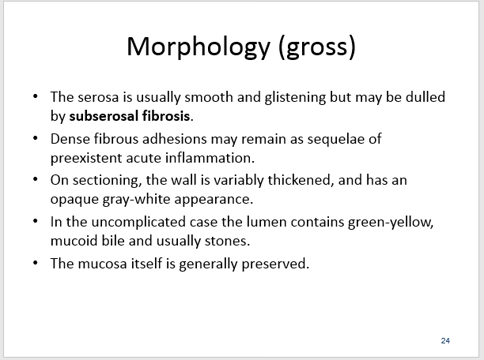 Morphology (gross)
• The serosa is usually smooth and glistening but may be dulled
by subserosal fibrosis.
• Dense fibrous adhesions may remain as sequelae of
preexistent acute inflammation.
• On sectioning, the wall is variably thickened, and has an
opaque gray-white appearance.
• In the uncomplicated case the lumen contains green-yellow,
mucoid bile and usually stones.
• The mucosa itself is generally preserved.
24